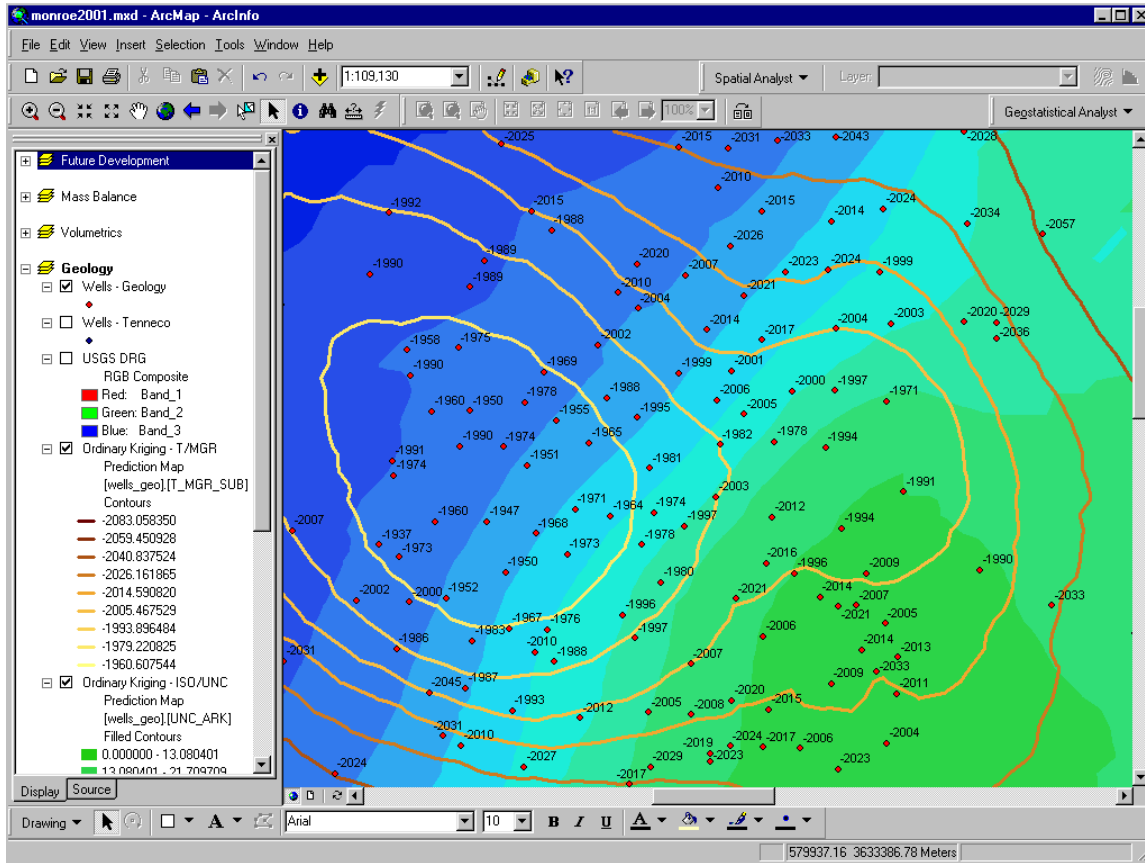 monroe2001.mxd - ArcMap - ArcInfo
File Edit View Insert Selection Tools Window Help
1:109,130
Spatial Analyst
Layer:
100%
Geostatistical Analyst
Future Development
Mass Balance
Volumetrics
Geology
Wells - Geology
Wells - Tenneco
USGS DRG
RGB Composite
Red: Band_1
Green: Band_2
Blue: Band_3
Ordinary Kriging - T/MGR
Prediction Map
[wells_geo].[T_MGR_SUB]
Contours
-2083.058350
-2059.450928
-2040.837524
-2026.161865
-2014.590820
-2005.467529
-1993.896484
-1979.220825
-1960.607544
Ordinary Kriging - ISO/UNC
Prediction Map
[wells_geo].[UNC_ARK]
Filled Contours
0.000000 - 13.080401
13.080401 - 21.709709
Display Source
-2025 -2015 -2031 -2033 -2043 -2028
-2010
-1992 -2015 -2015 -2024
-1988 -2014 -2034
-2057
-2026
-1989 -2020
-1990 -2007 -2023 -2024 -1999
-1989 -2010
-2021
-2004
-2014 -2017 -2004 -2003 -2020 -2029
-2036
-1958 -1975 -2002
-1990 -1969 -1999 -2001
-1988 -2006 -2000 -1997 -1971
-1960 -1950 -1978
-1955 -1995 -2005
-1990 -1974 -1965 -1982 -1978 -1994
-1991
-1974 -1951 -1981
-2003 -1991
-1971 -1964 -1974
-2007 -1960 -1947 -2012
-1968 -1997 -1994
-1937 -1978
-1973 -1973
-2016
-1950 -1980 -1996 -2009 -1990
-2002 -2000 -1952 -2021 -2014
-2007 -2033
-1996 -2021
-1967 -1976 -2005
-1986 -1983 -1997 -2006
-2010 -2014
-2031 -1988 -2007 -2013
-2033
-2045 -1987 -2009
-2011
-1993 -2005 -2008 -2020 -2015
-2012
-2031
-2010 -2019 -2024 -2017 -2006 -2004
-2024 -2027 -2029 -2023 -2023
-2017
Drawing A Arial 10 B I U A
579937.16 3633386.78 Meters